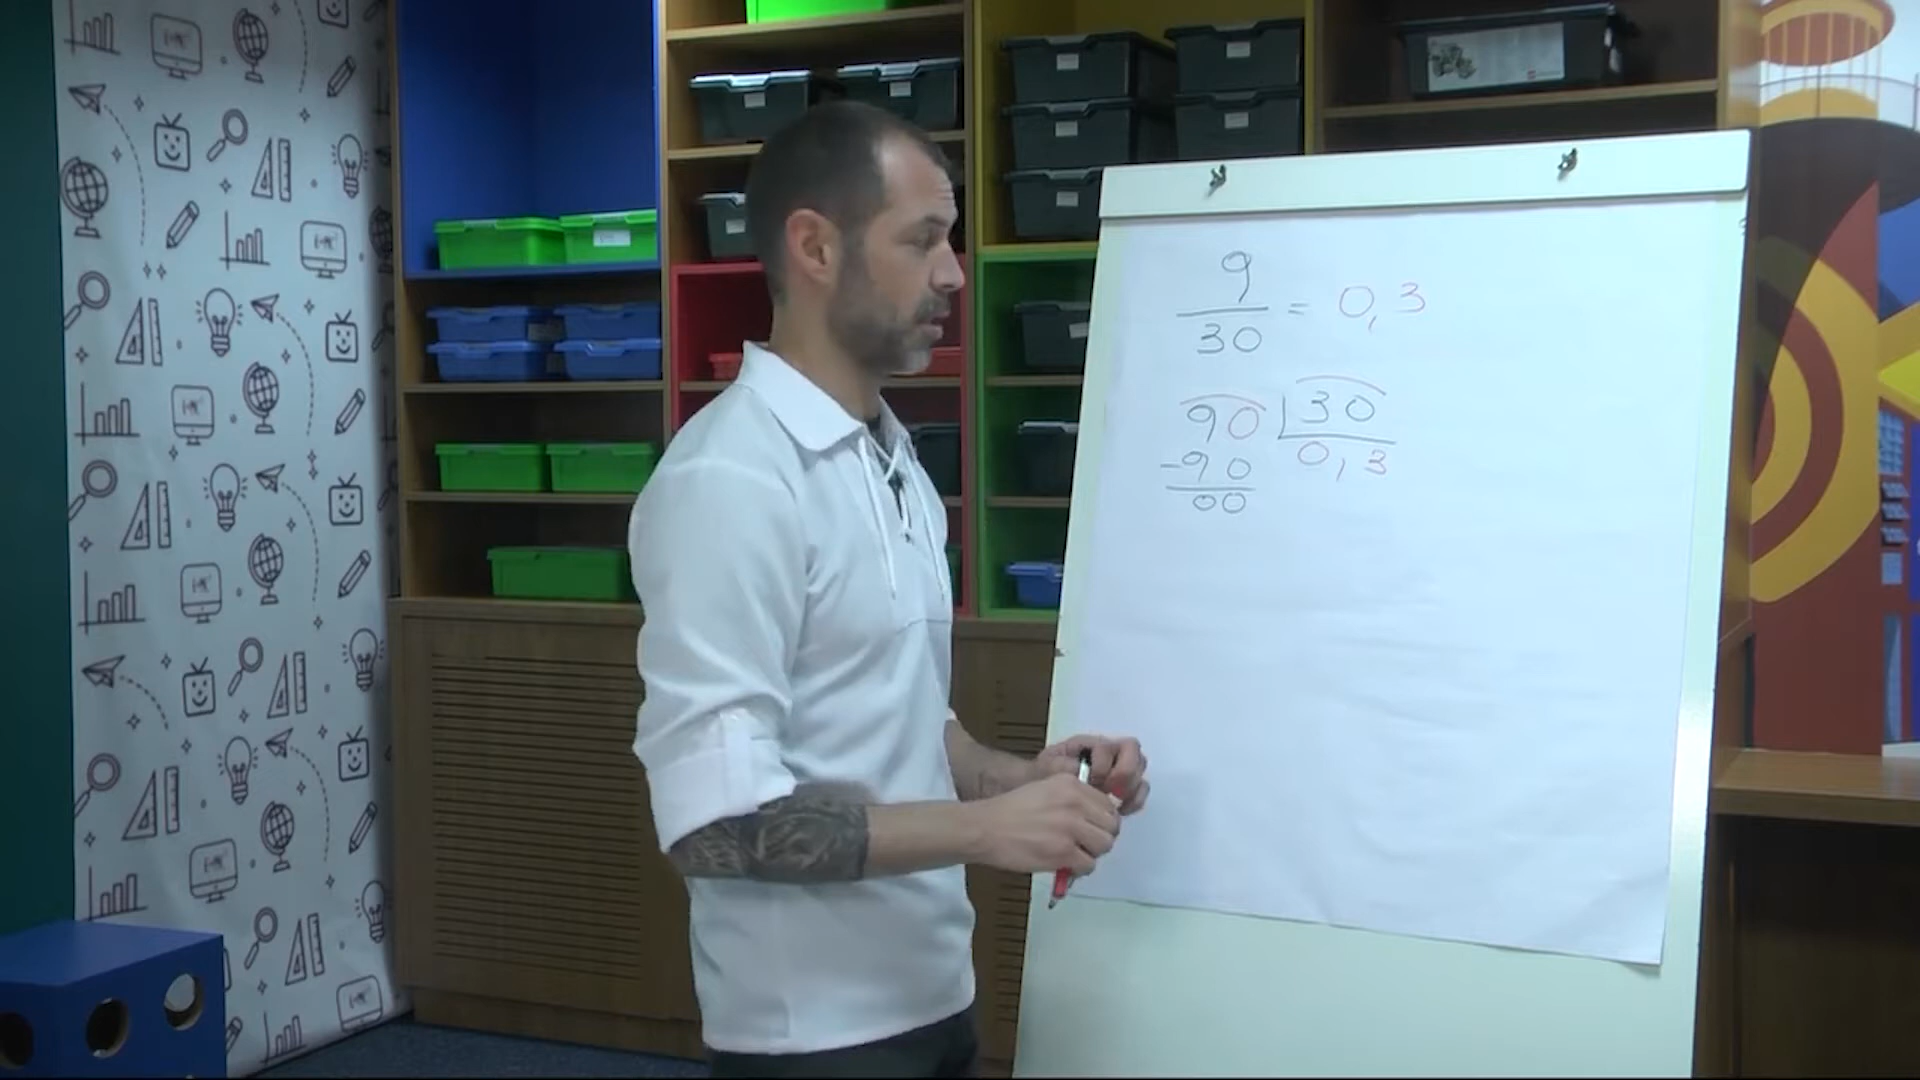 9
— = 0,3
30
90 | 30
-90 0,3
00